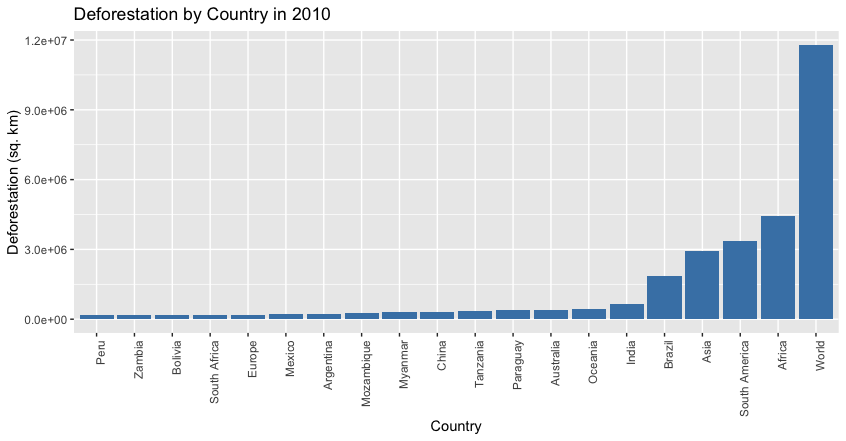 Deforestation by Country in 2010
Deforestation (sq. km)
1.2e+07
9.0e+06
6.0e+06
3.0e+06
0.0e+00
Peru
Zambia
Bolivia
South Africa
Europe
Mexico
Argentina
Mozambique
Myanmar
China
Tanzania
Paraguay
Australia
Oceania
India
Brazil
Asia
South America
Africa
World
Country